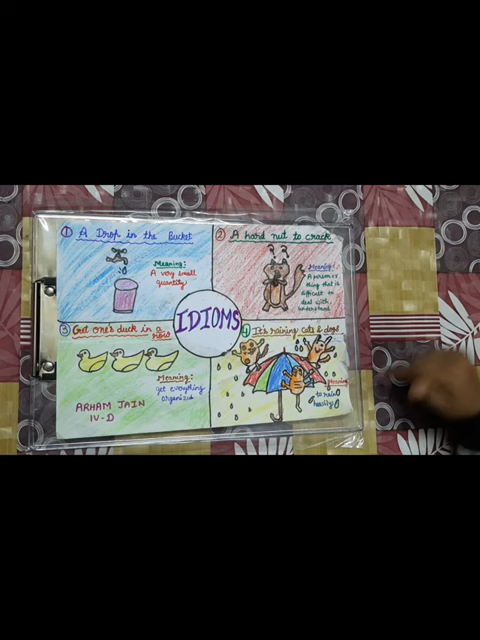 ① A Drop in the Bucket
Meaning:
A very small
quantity
② A hard nut to crack
Meaning:
A person or
thing that is
difficult to
deal with,
understand
IDIOMS
③ Get one's duck in a
row
Meaning:
get everything
organized
ARHAM JAIN
IV-D
④ It's raining cats & dogs
Meaning
to rain
heavily